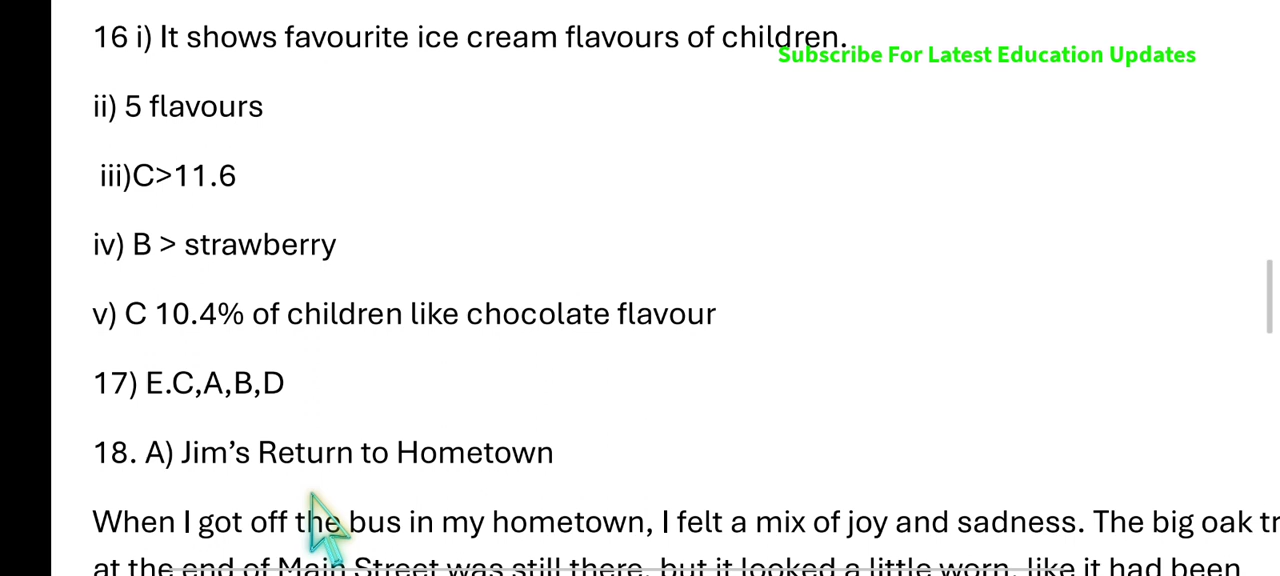 16 i) It shows favourite ice cream flavours of children.
Subscribe For Latest Education Updates
ii) 5 flavours
iii)C>11.6
iv) B > strawberry
v) C 10.4% of children like chocolate flavour
17) E.C,A,B,D
18. A) Jim’s Return to Hometown
When I got off the bus in my hometown, I felt a mix of joy and sadness. The big oak tr
at the end of Main Street was still there, but it looked a little worn, like it had been